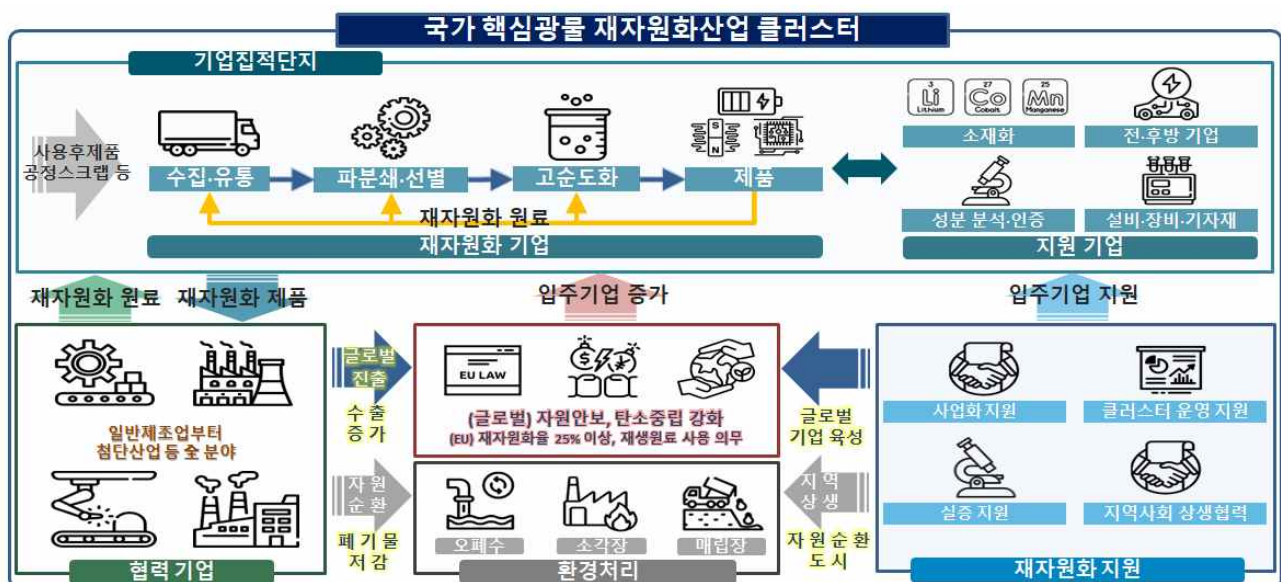 국가 핵심광물 재자원화산업 클러스터
기업집적단지
사용후제품
공정스크랩 등
수집·유통
파분쇄·선별
고순도화
제품
재자원화 원료
재자원화 기업
3
Li
Lithium
27
Co
Cobalt
25
Mn
Manganese
소재화
전·후방 기업
성분 분석·인증
설비·장비·기자재
지원 기업
S
N
재자원화 원료
재자원화 제품
입주기업 증가
입주기업 지원
일반제조업부터
첨단산업 등 全 분야
협력 기업
글로벌
진출
수출
증가
자원
순환
폐기물
저감
EU LAW
(글로벌) 자원안보, 탄소중립 강화
(EU) 재자원화율 25% 이상, 재생원료 사용 의무
오폐수
소각장
매립장
환경처리
글로벌
기업 육성
지역
상생
자원순환
도시
사업화 지원
클러스터 운영 지원
실증 지원
지역사회 상생협력
재자원화 지원